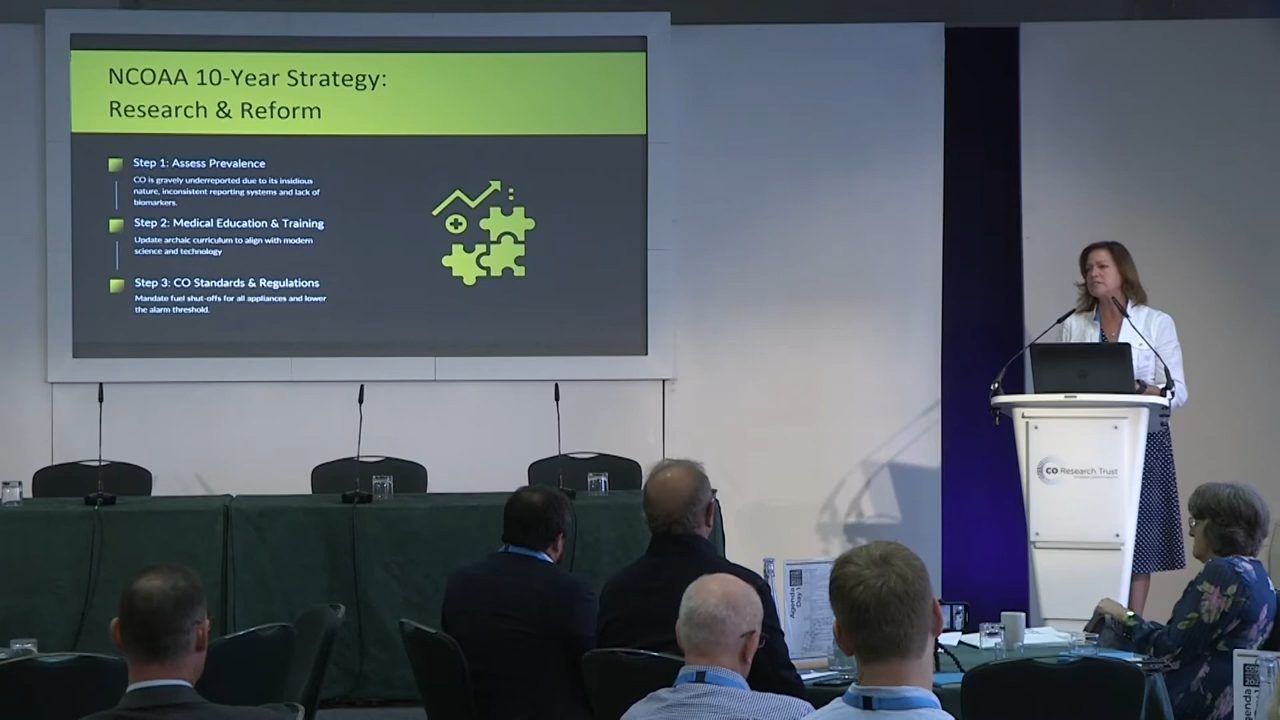 NCOAA 10-Year Strategy:
Research & Reform
Step 1: Assess Prevalence
CO is gravely underreported due to its insidious
nature, inconsistent reporting systems and lack of
biomarkers.
Step 2: Medical Education & Training
Update archaic curriculum to align with modern
science and technology
Step 3: CO Standards & Regulations
Mandate fuel shut-offs for all appliances and lower
the alarm threshold.
CO Research Trust
Agenda
Day 1